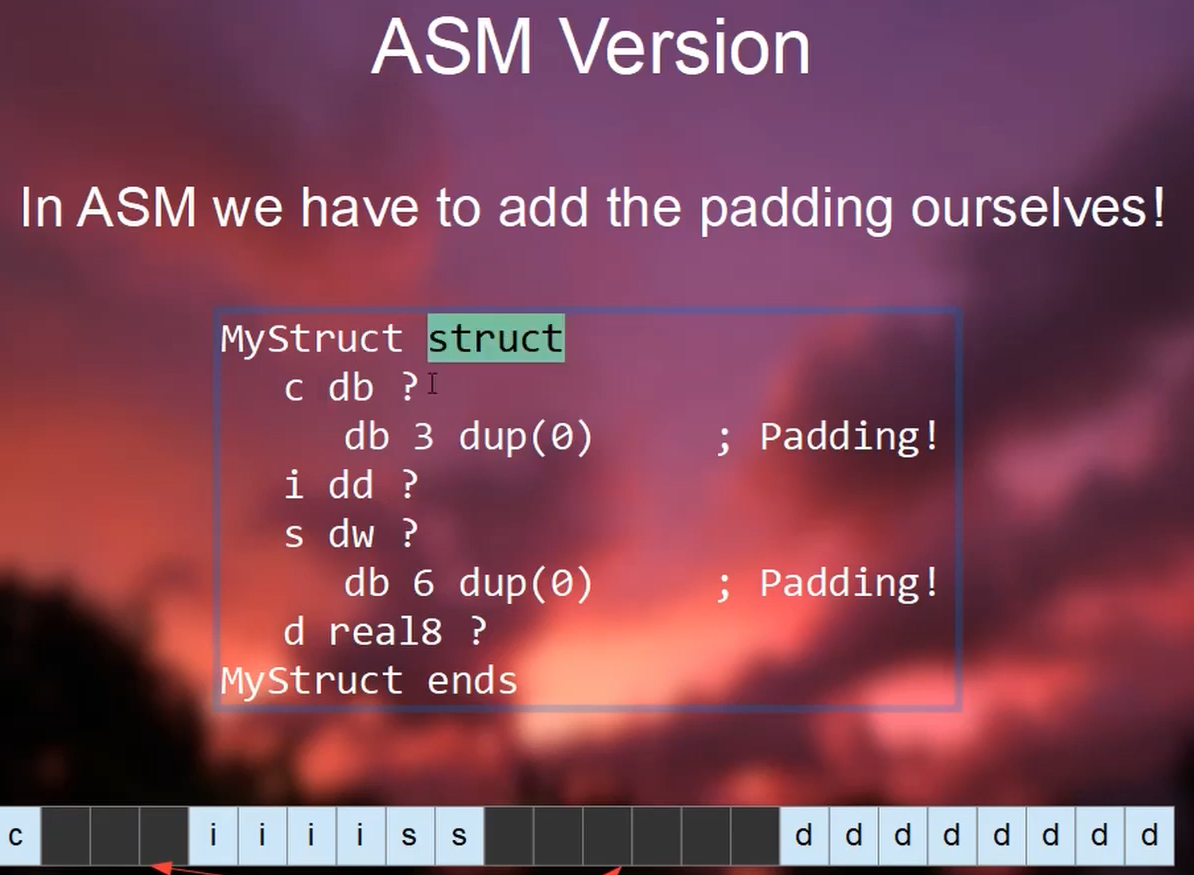 ASM Version
In ASM we have to add the padding ourselves!
MyStruct struct
c db ?
db 3 dup(0) ; Padding!
i dd ?
s dw ?
db 6 dup(0) ; Padding!
d real8 ?
MyStruct ends
c i i i i s s d d d d d d d d